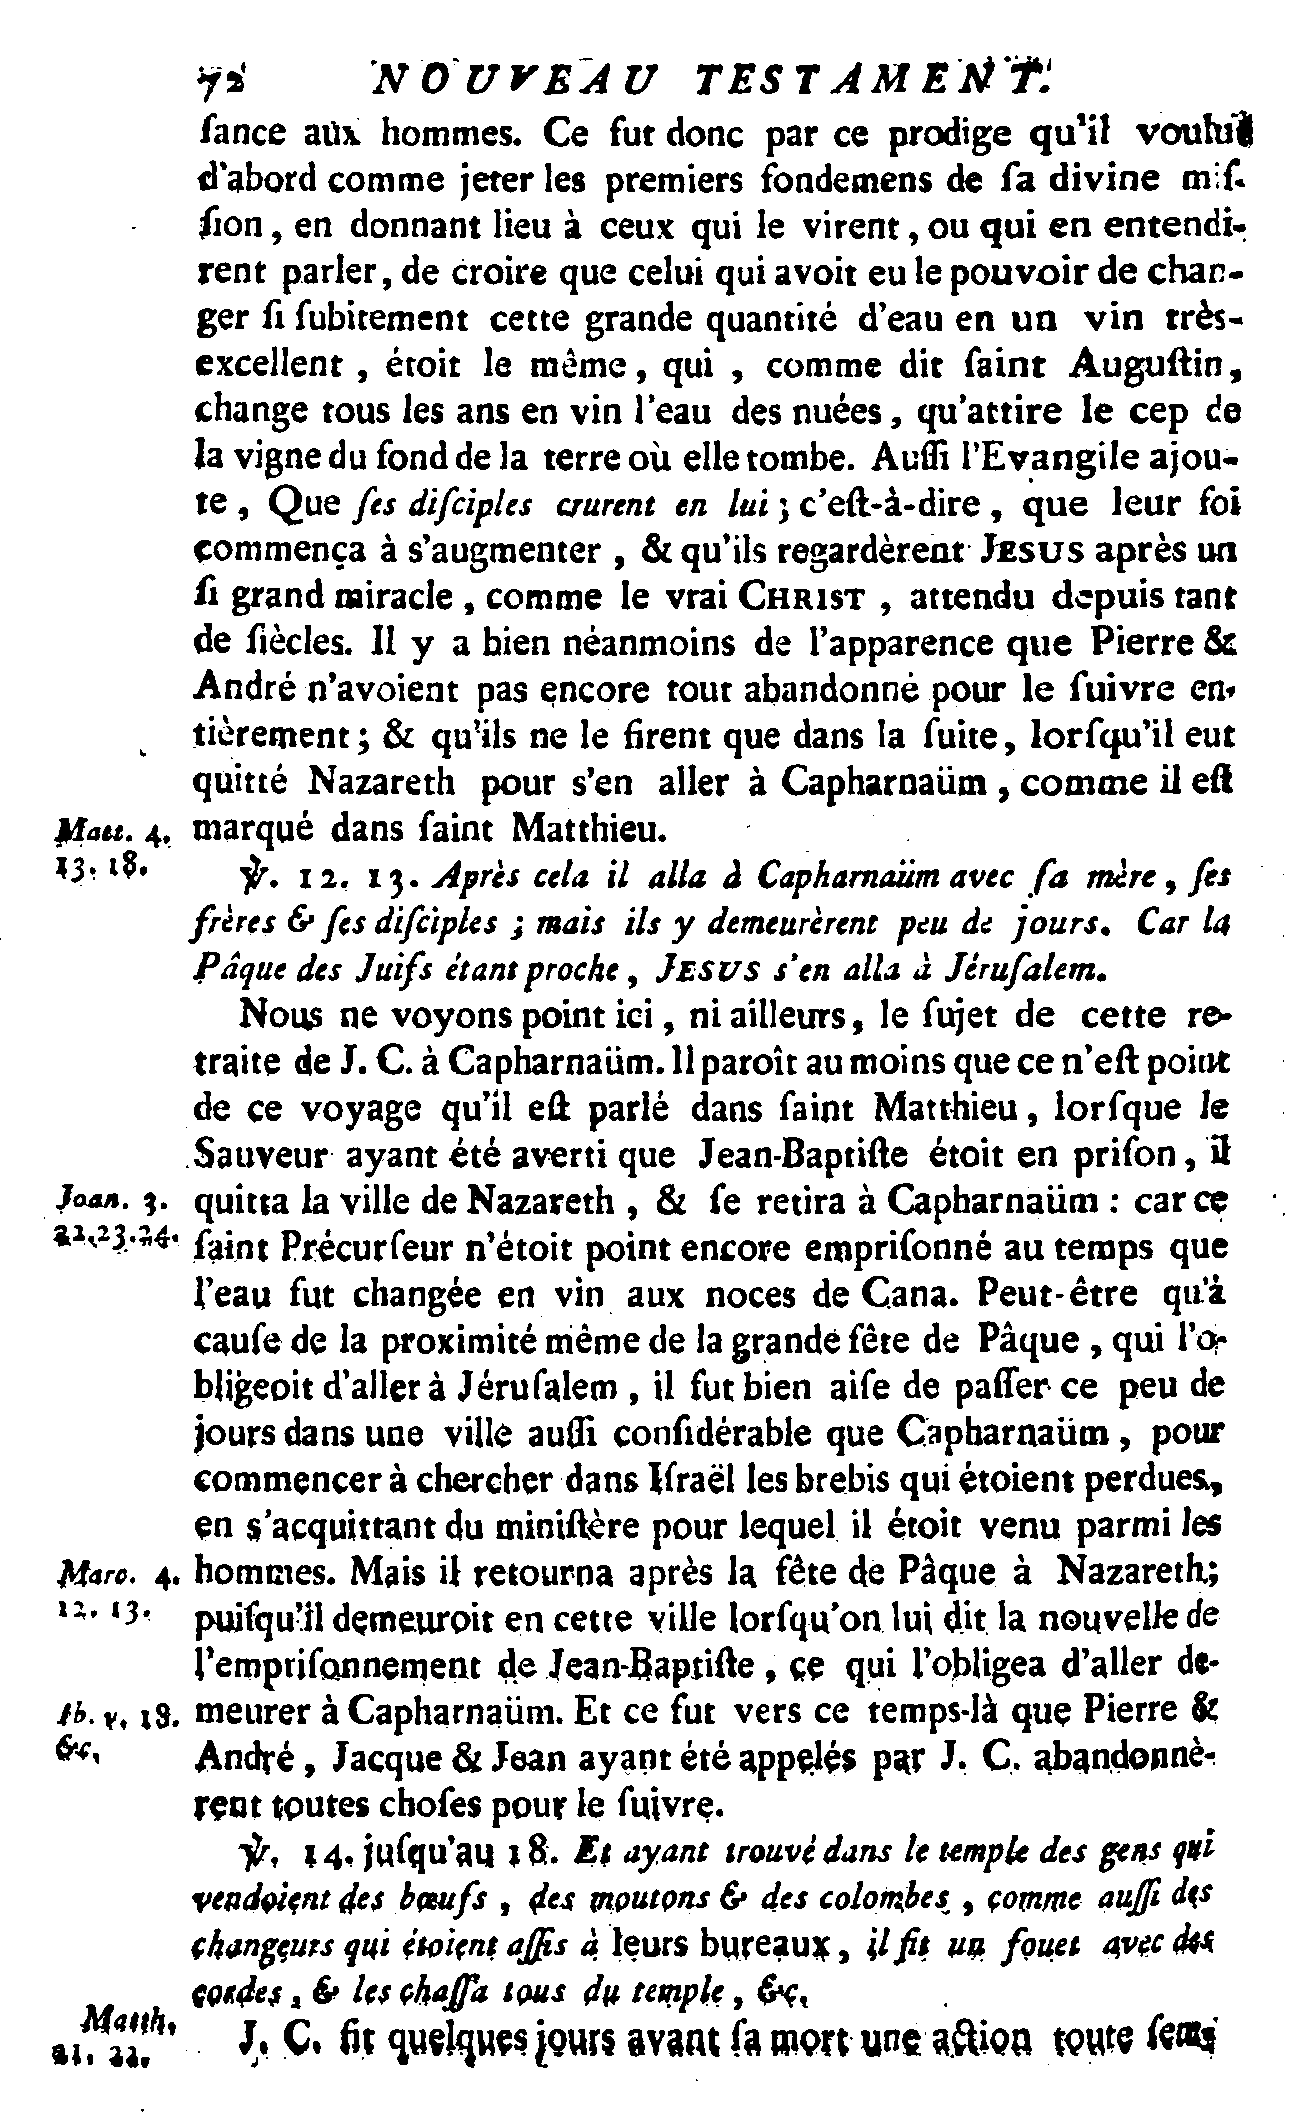 72 NOUVEAU TESTAMENT.
ſance aux hommes. Ce fut donc par ce prodige qu'il voulut
d'abord comme jeter les premiers fondemens de ſa divine miſ-
ſion, en donnant lieu à ceux qui le virent, ou qui en entendi-
rent parler, de croire que celui qui avoit eu le pouvoir de chan-
ger ſi ſubitement cette grande quantité d'eau en un vin très-
excellent, étoit le même, qui, comme dit ſaint Auguſtin,
change tous les ans en vin l'eau des nuées, qu'attire le cep de
la vigne du fond de la terre où elle tombe. Auſſi l'Evangile ajou-
te, Que ſes diſciples crurent en lui; c'eſt-à-dire, que leur foi
commença à s'augmenter, & qu'ils regardèrent JESUS après un
ſi grand miracle, comme le vrai CHRIST, attendu depuis tant
de ſiècles. Il y a bien néanmoins de l'apparence que Pierre &
André n'avoient pas encore tout abandonné pour le ſuivre en-
tièrement; & qu'ils ne le firent que dans la ſuite, lorſqu'il eut
quitté Nazareth pour s'en aller à Capharnaüm, comme il eſt
Matt. 4. marqué dans ſaint Matthieu.
13. 18. ℣. 12. 13. Après cela il alla à Capharnaüm avec ſa mère, ſes
frères & ſes diſciples; mais ils y demeurèrent peu de jours. Car la
Pâque des Juifs étant proche, JESUS s'en alla à Jéruſalem.
Nous ne voyons point ici, ni ailleurs, le ſujet de cette re-
traite de J. C. à Capharnaüm. Il paroît au moins que ce n'eſt point
de ce voyage qu'il eſt parlé dans ſaint Matthieu, lorſque le
Sauveur ayant été averti que Jean-Baptiſte étoit en priſon, il
Joan. 3. quitta la ville de Nazareth, & ſe retira à Capharnaüm : car ce
22.23.24. ſaint Précurſeur n'étoit point encore empriſonné au temps que
l'eau fut changée en vin aux noces de Cana. Peut-être qu'à
cauſe de la proximité même de la grande fête de Pâque, qui l'o-
bligeoit d'aller à Jéruſalem, il fut bien aiſe de paſſer ce peu de
jours dans une ville auſſi conſidérable que Capharnaüm, pour
commencer à chercher dans Iſraël les brebis qui étoient perdues,
en s'acquittant du miniſtère pour lequel il étoit venu parmi les
Marc. 4. hommes. Mais il retourna après la fête de Pâque à Nazareth;
12. 13. puiſqu'il demeuroit en cette ville lorſqu'on lui dit la nouvelle de
l'empriſonnement de Jean-Baptiſte, ce qui l'obligea d'aller de-
Ib. v. 18. meurer à Capharnaüm. Et ce fut vers ce temps-là que Pierre &
&c. André, Jacque & Jean ayant été appelés par J. C. abandonnè-
rent toutes choſes pour le ſuivre.
℣. 14. juſqu'au 18. Et ayant trouvé dans le temple des gens qui
vendoient des bœufs, des moutons & des colombes, comme auſſi des
changeurs qui étoient aſſis à leurs bureaux, il fit un fouet avec des
cordes, & les chaſſa tous du temple, &c.
Matth. J. C. fit quelques jours avant ſa mort une action toute ſem-
21. 22.